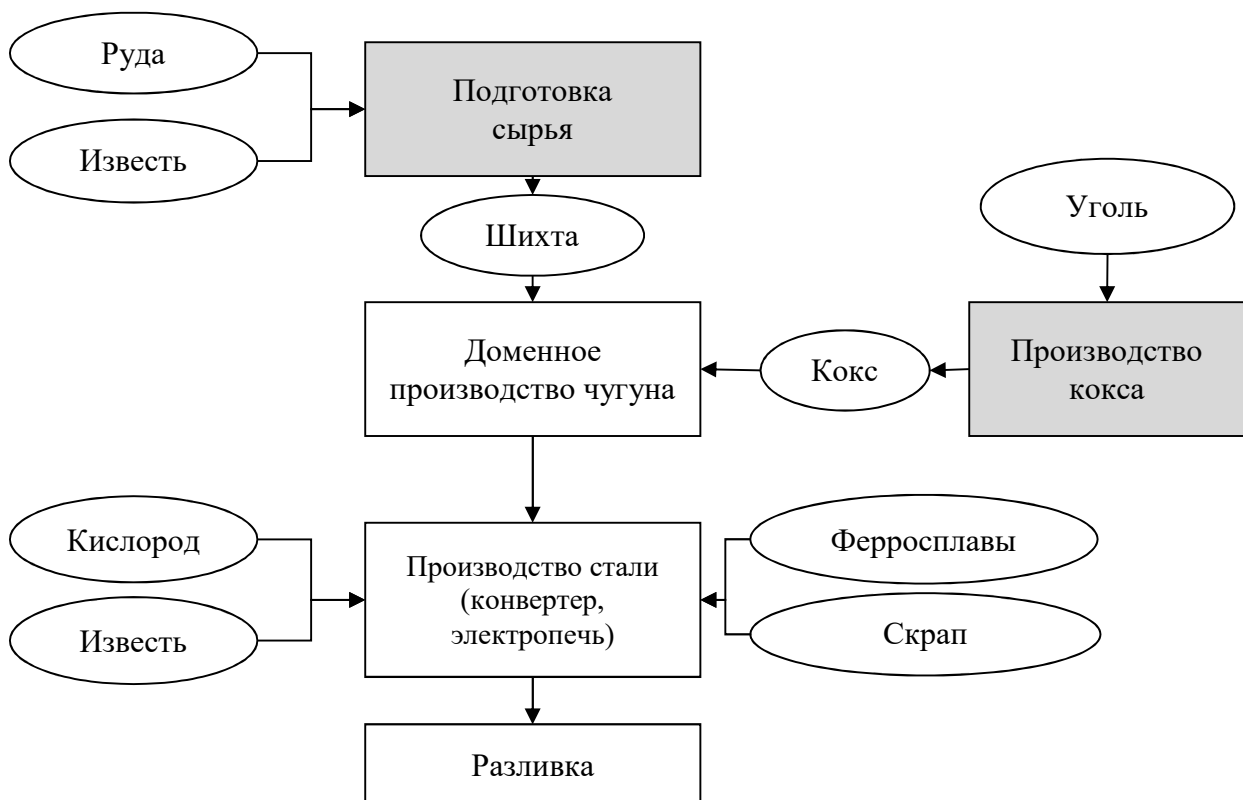 Руда
Подготовка
сырья
Известь
Уголь
Шихта
Доменное
производство чугуна
Кокс
Производство
кокса
Кислород
Ферросплавы
Производство стали
(конвертер,
электропечь)
Известь
Скрап
Разливка